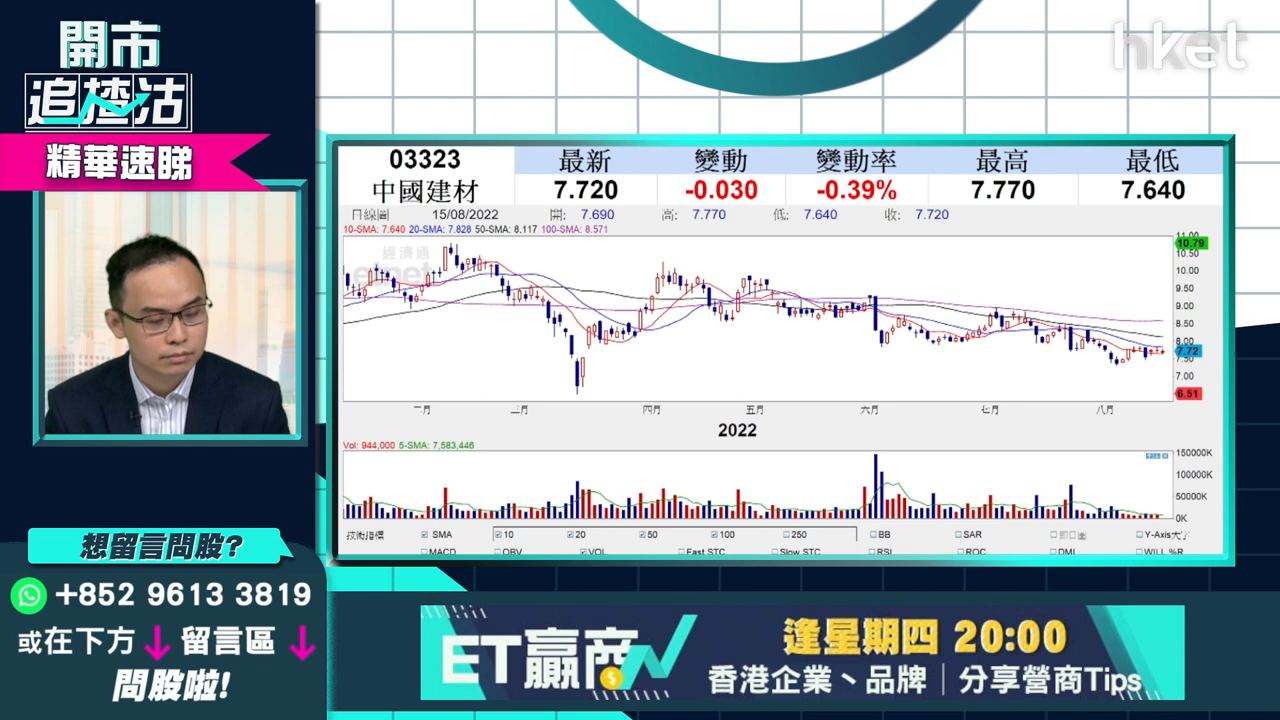 開市
追揸沽
精華速睇
hket
03323
中國建材
最新 變動 變動率 最高 最低
7.720 -0.030 -0.39% 7.770 7.640
日線圖 15/08/2022 開: 7.690 高: 7.770 低: 7.640 收: 7.720
10-SMA: 7.640 20-SMA: 7.828 50-SMA: 8.117 100-SMA: 8.571
經濟通
etnet
11.00
10.79
10.50
10.00
9.50
9.00
8.50
8.00
7.72
7.50
7.00
6.51
二月 三月 四月 五月 六月 七月 八月
2022
Vol: 944,000 5-SMA: 7,583,446
150000K
100000K
50000K
0K
技術指標 SMA 10 20 50 100 250 BB SAR Y-Axis
MACD OBV VOL Fast STC Slow STC RSI ROC DMI WILL %R
想留言問股?
+852 9613 3819
或在下方 留言區
問股啦!
ET贏商
逢星期四 20:00
香港企業、品牌｜分享營商Tips